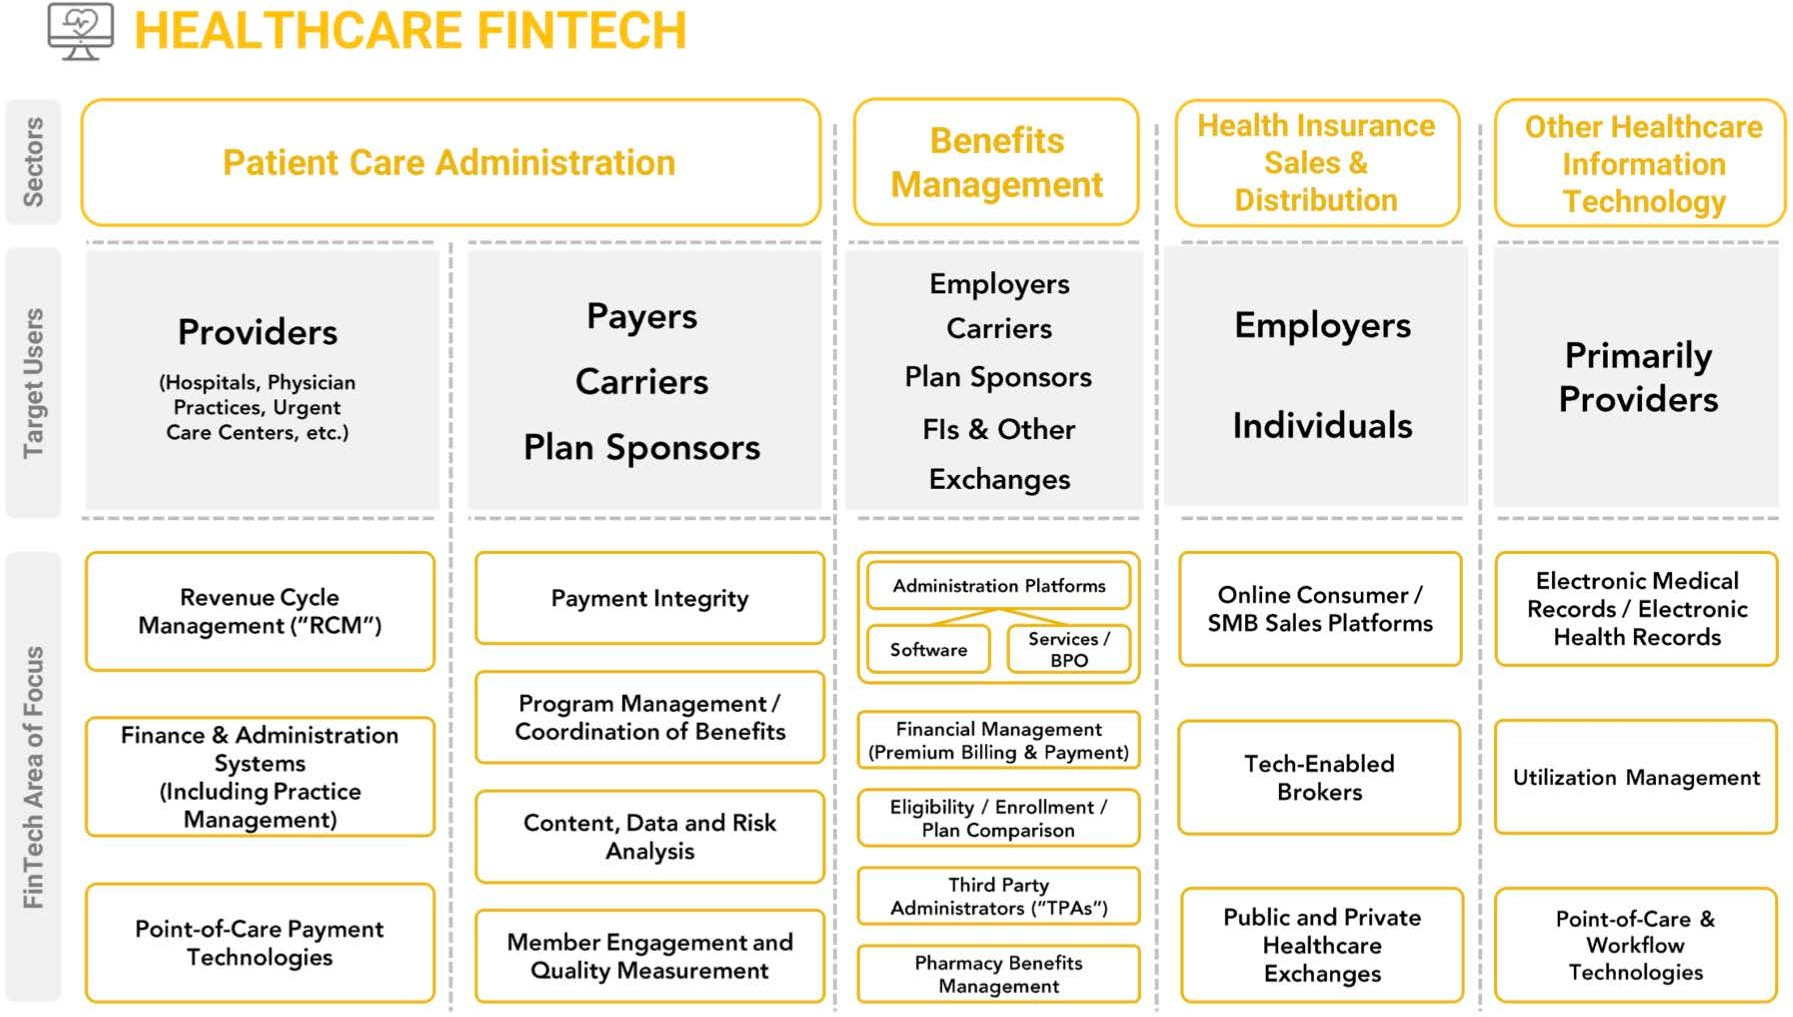 HEALTHCARE FINTECH
Sectors
Patient Care Administration
Benefits
Management
Health Insurance
Sales &
Distribution
Other Healthcare
Information
Technology
Target Users
Providers
(Hospitals, Physician
Practices, Urgent
Care Centers, etc.)
Payers
Carriers
Plan Sponsors
Employers
Carriers
Plan Sponsors
FIs & Other
Exchanges
Employers
Individuals
Primarily
Providers
FinTech Area of Focus
Revenue Cycle
Management (“RCM”)
Finance & Administration
Systems
(Including Practice
Management)
Point-of-Care Payment
Technologies
Payment Integrity
Program Management /
Coordination of Benefits
Content, Data and Risk
Analysis
Member Engagement and
Quality Measurement
Administration Platforms
Software
Services /
BPO
Financial Management
(Premium Billing & Payment)
Eligibility / Enrollment /
Plan Comparison
Third Party
Administrators (“TPAs”)
Pharmacy Benefits
Management
Online Consumer /
SMB Sales Platforms
Tech-Enabled
Brokers
Public and Private
Healthcare
Exchanges
Electronic Medical
Records / Electronic
Health Records
Utilization Management
Point-of-Care &
Workflow
Technologies